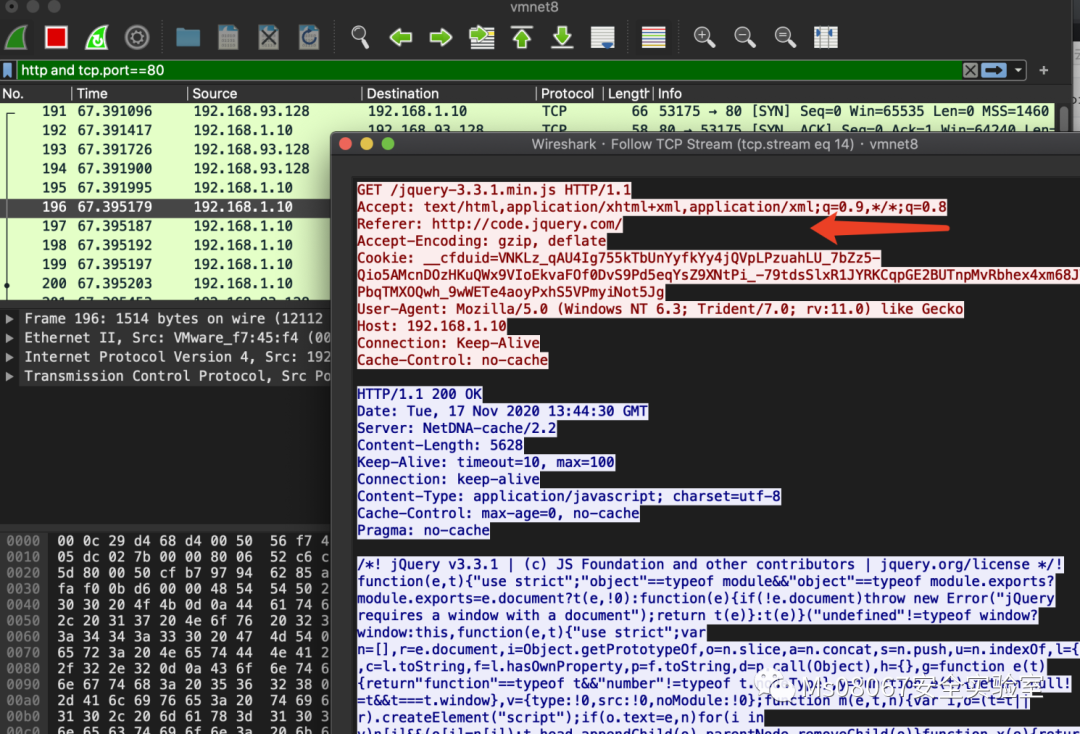 vmnet8
http and tcp.port==80
No. Time Source Destination Protocol Length Info
191 67.391096 192.168.93.128 192.168.1.10 TCP 66 53175 → 80 [SYN] Seq=0 Win=65535 Len=0 MSS=1460
192 67.391417 192.168.1.10 192.168.93.128 TCP 58 80 → 53175 [SYN, ACK] Seq=0 Ack=1 Win=64240 Len=
193 67.391726 192.168.93.128
194 67.391900 192.168.93.128
195 67.391995 192.168.1.10
196 67.395179 192.168.1.10
197 67.395187 192.168.1.10
198 67.395192 192.168.1.10
199 67.395197 192.168.1.10
200 67.395203 192.168.1.10
Frame 196: 1514 bytes on wire (12112
Ethernet II, Src: VMware_f7:45:f4 (00
Internet Protocol Version 4, Src: 192
Transmission Control Protocol, Src Po
0000 00 0c 29 d4 68 d4 00 50 56 f7 4
0010 05 dc 02 7b 00 00 80 06 52 c6 c
0020 5d 80 00 50 cf b7 97 94 62 85 a
0030 fa f0 bd d6 00 00 48 54 54 50 2
0040 30 30 20 4f 4b 0d 0a 44 61 74 6
0050 2c 20 31 37 20 4e 6f 76 20 32 3
0060 3a 34 34 3a 33 30 20 47 4d 54 0
0070 65 72 3a 20 4e 65 74 44 4e 41 2
0080 2f 32 2e 32 0d 0a 43 6f 6e 74 6
0090 6e 67 74 68 3a 20 35 36 32 38 0
00a0 2d 41 6c 69 76 65 3a 20 74 69 6
00b0 31 30 2c 20 6d 61 78 3d 31 30 3
Wireshark · Follow TCP Stream (tcp.stream eq 14) · vmnet8
GET /jquery-3.3.1.min.js HTTP/1.1
Accept: text/html,application/xhtml+xml,application/xml;q=0.9,*/*;q=0.8
Referer: http://code.jquery.com/
Accept-Encoding: gzip, deflate
Cookie: __cfduid=VNKLz_qAU4Ig755kTbUnYyfkYy4jQVpLPzuahLU_7bZz5-
Qio5AMcnDOzHKuQWx9VIoEkvaFOf0DvS9Pd5eqYsZ9XNtPi_-79tdsSlxR1JYRKCqpGE2BUTnpMvRbhex4xm68J
PbqTMXOQwh_9wWETe4aoyPxhS5VPmyiNot5Jg
User-Agent: Mozilla/5.0 (Windows NT 6.3; Trident/7.0; rv:11.0) like Gecko
Host: 192.168.1.10
Connection: Keep-Alive
Cache-Control: no-cache
HTTP/1.1 200 OK
Date: Tue, 17 Nov 2020 13:44:30 GMT
Server: NetDNA-cache/2.2
Content-Length: 5628
Keep-Alive: timeout=10, max=100
Connection: keep-alive
Content-Type: application/javascript; charset=utf-8
Cache-Control: max-age=0, no-cache
Pragma: no-cache
/*! jQuery v3.3.1 | (c) JS Foundation and other contributors | jquery.org/license */!
function(e,t){"use strict";"object"==typeof module&&"object"==typeof module.exports?
module.exports=e.document?t(e,!0):function(e){if(!e.document)throw new Error("jQuery
requires a window with a document");return t(e)}:t(e)}("undefined"!=typeof window?
window:this,function(e,t){"use strict";var
n=[],r=e.document,i=Object.getPrototypeOf,o=n.slice,a=n.concat,s=n.push,u=n.indexOf,l={}
,c=l.toString,f=l.hasOwnProperty,p=f.toString,d=p.call(Object),h={},g=function e(t)
{return"function"==typeof t&&"number"!=typeof
t&&t===t.window},v={type:!0,src:!0,noModule:!0};function m(e,t,n){var i,o=(t=t||
r).createElement("script");if(o.text=e,n)for(i in
Ms08067安全实验室